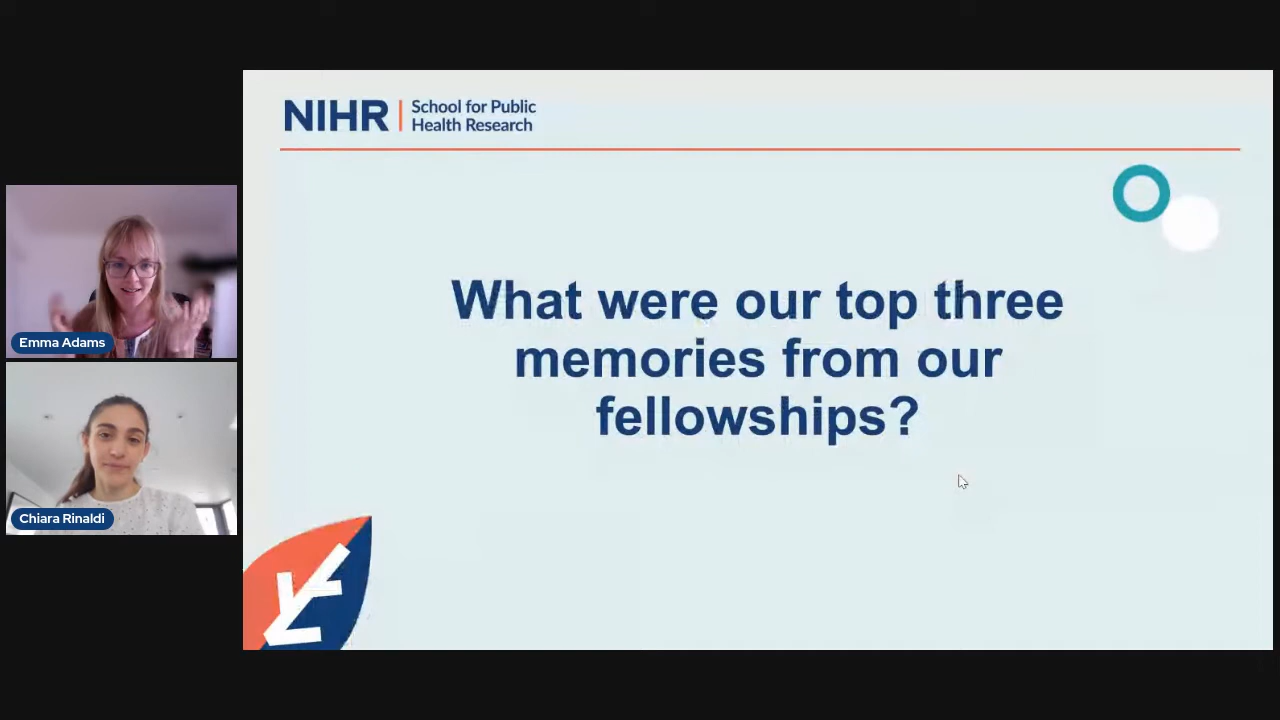 NIHR | School for Public
Health Research
What were our top three
memories from our
fellowships?
Emma Adams
Chiara Rinaldi